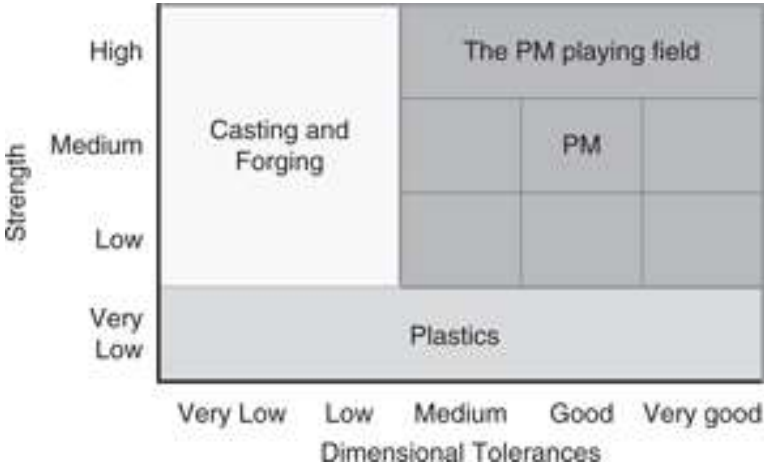 High
The PM playing field
Casting and
Forging
Medium
PM
Strength
Low
Very
Low
Plastics
Very Low
Low
Medium
Good
Very good
Dimensional Tolerances